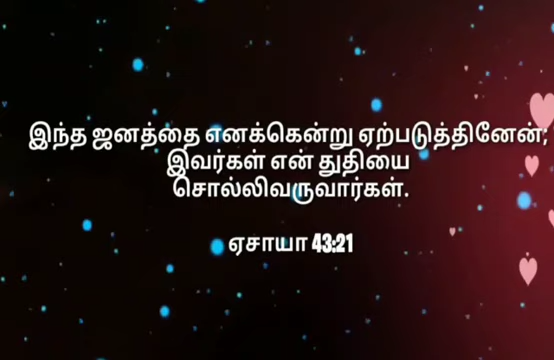 இந்த ஜனத்தை எனக்கென்று ஏற்படுத்தினேன்;
இவர்கள் என் துதியை
சொல்லிவருவார்கள்.
ஏசாயா 43:21